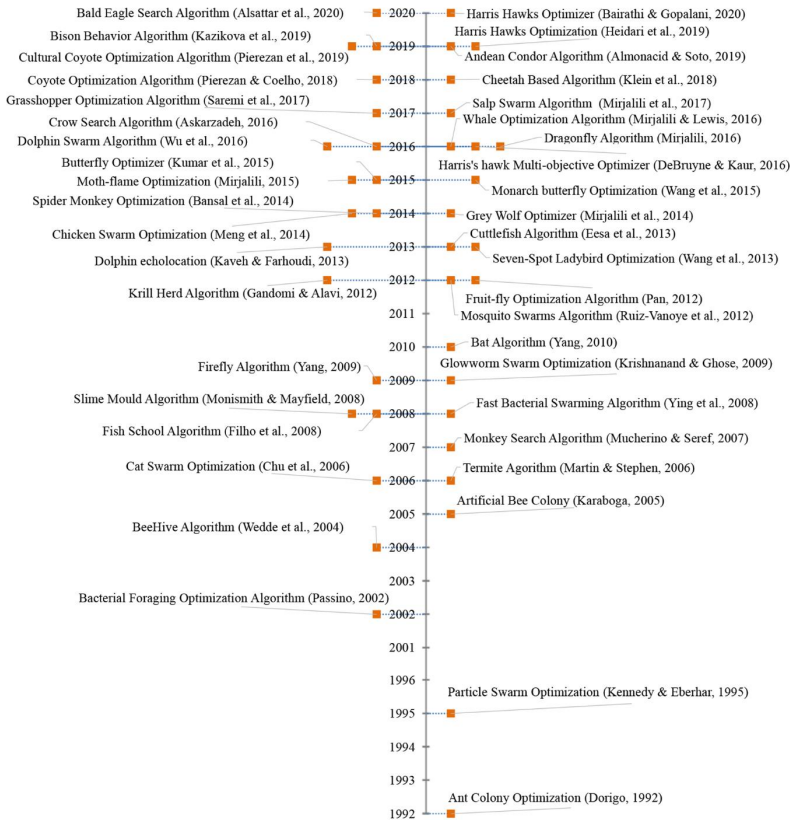 Bald Eagle Search Algorithm (Alsattar et al., 2020)
2020
Harris Hawks Optimizer (Bairathi & Gopalani, 2020)
Bison Behavior Algorithm (Kazikova et al., 2019)
Harris Hawks Optimization (Heidari et al., 2019)
2019
Cultural Coyote Optimization Algorithm (Pierezan et al., 2019)
Andean Condor Algorithm (Almonacid & Soto, 2019)
Coyote Optimization Algorithm (Pierezan & Coelho, 2018)
2018
Cheetah Based Algorithm (Klein et al., 2018)
Grasshopper Optimization Algorithm (Saremi et al., 2017)
Salp Swarm Algorithm (Mirjalili et al., 2017)
2017
Crow Search Algorithm (Askarzadeh, 2016)
Whale Optimization Algorithm (Mirjalili & Lewis, 2016)
Dolphin Swarm Algorithm (Wu et al., 2016)
2016
Dragonfly Algorithm (Mirjalili, 2016)
Butterfly Optimizer (Kumar et al., 2015)
Harris's hawk Multi-objective Optimizer (DeBruyne & Kaur, 2016)
Moth-flame Optimization (Mirjalili, 2015)
2015
Monarch butterfly Optimization (Wang et al., 2015)
Spider Monkey Optimization (Bansal et al., 2014)
2014
Grey Wolf Optimizer (Mirjalili et al., 2014)
Chicken Swarm Optimization (Meng et al., 2014)
Cuttlefish Algorithm (Eesa et al., 2013)
2013
Dolphin echolocation (Kaveh & Farhoudi, 2013)
Seven-Spot Ladybird Optimization (Wang et al., 2013)
Krill Herd Algorithm (Gandomi & Alavi, 2012)
2012
Fruit-fly Optimization Algorithm (Pan, 2012)
2011
Mosquito Swarms Algorithm (Ruiz-Vanoye et al., 2012)
2010
Bat Algorithm (Yang, 2010)
Firefly Algorithm (Yang, 2009)
Glowworm Swarm Optimization (Krishnanand & Ghose, 2009)
2009
Slime Mould Algorithm (Monismith & Mayfield, 2008)
Fast Bacterial Swarming Algorithm (Ying et al., 2008)
2008
Fish School Algorithm (Filho et al., 2008)
2007
Monkey Search Algorithm (Mucherino & Seref, 2007)
Cat Swarm Optimization (Chu et al., 2006)
Termite Agorithm (Martin & Stephen, 2006)
2006
Artificial Bee Colony (Karaboga, 2005)
2005
BeeHive Algorithm (Wedde et al., 2004)
2004
2003
Bacterial Foraging Optimization Algorithm (Passino, 2002)
2002
2001
1996
Particle Swarm Optimization (Kennedy & Eberhar, 1995)
1995
1994
1993
Ant Colony Optimization (Dorigo, 1992)
1992